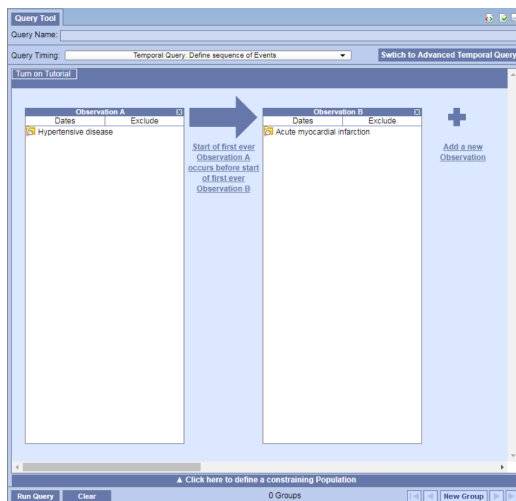 Query Tool
Query Name:
Query Timing: Temporal Query: Define sequence of Events Swtich to Advanced Temporal Query
Turn on Tutorial
Observation A
Dates Exclude
Hypertensive disease
Start of first ever
Observation A
occurs before start
of first ever
Observation B
Observation B
Dates Exclude
Acute myocardial infarction
Add a new
Observation
▲ Click here to define a constraining Population
Run Query Clear 0 Groups New Group